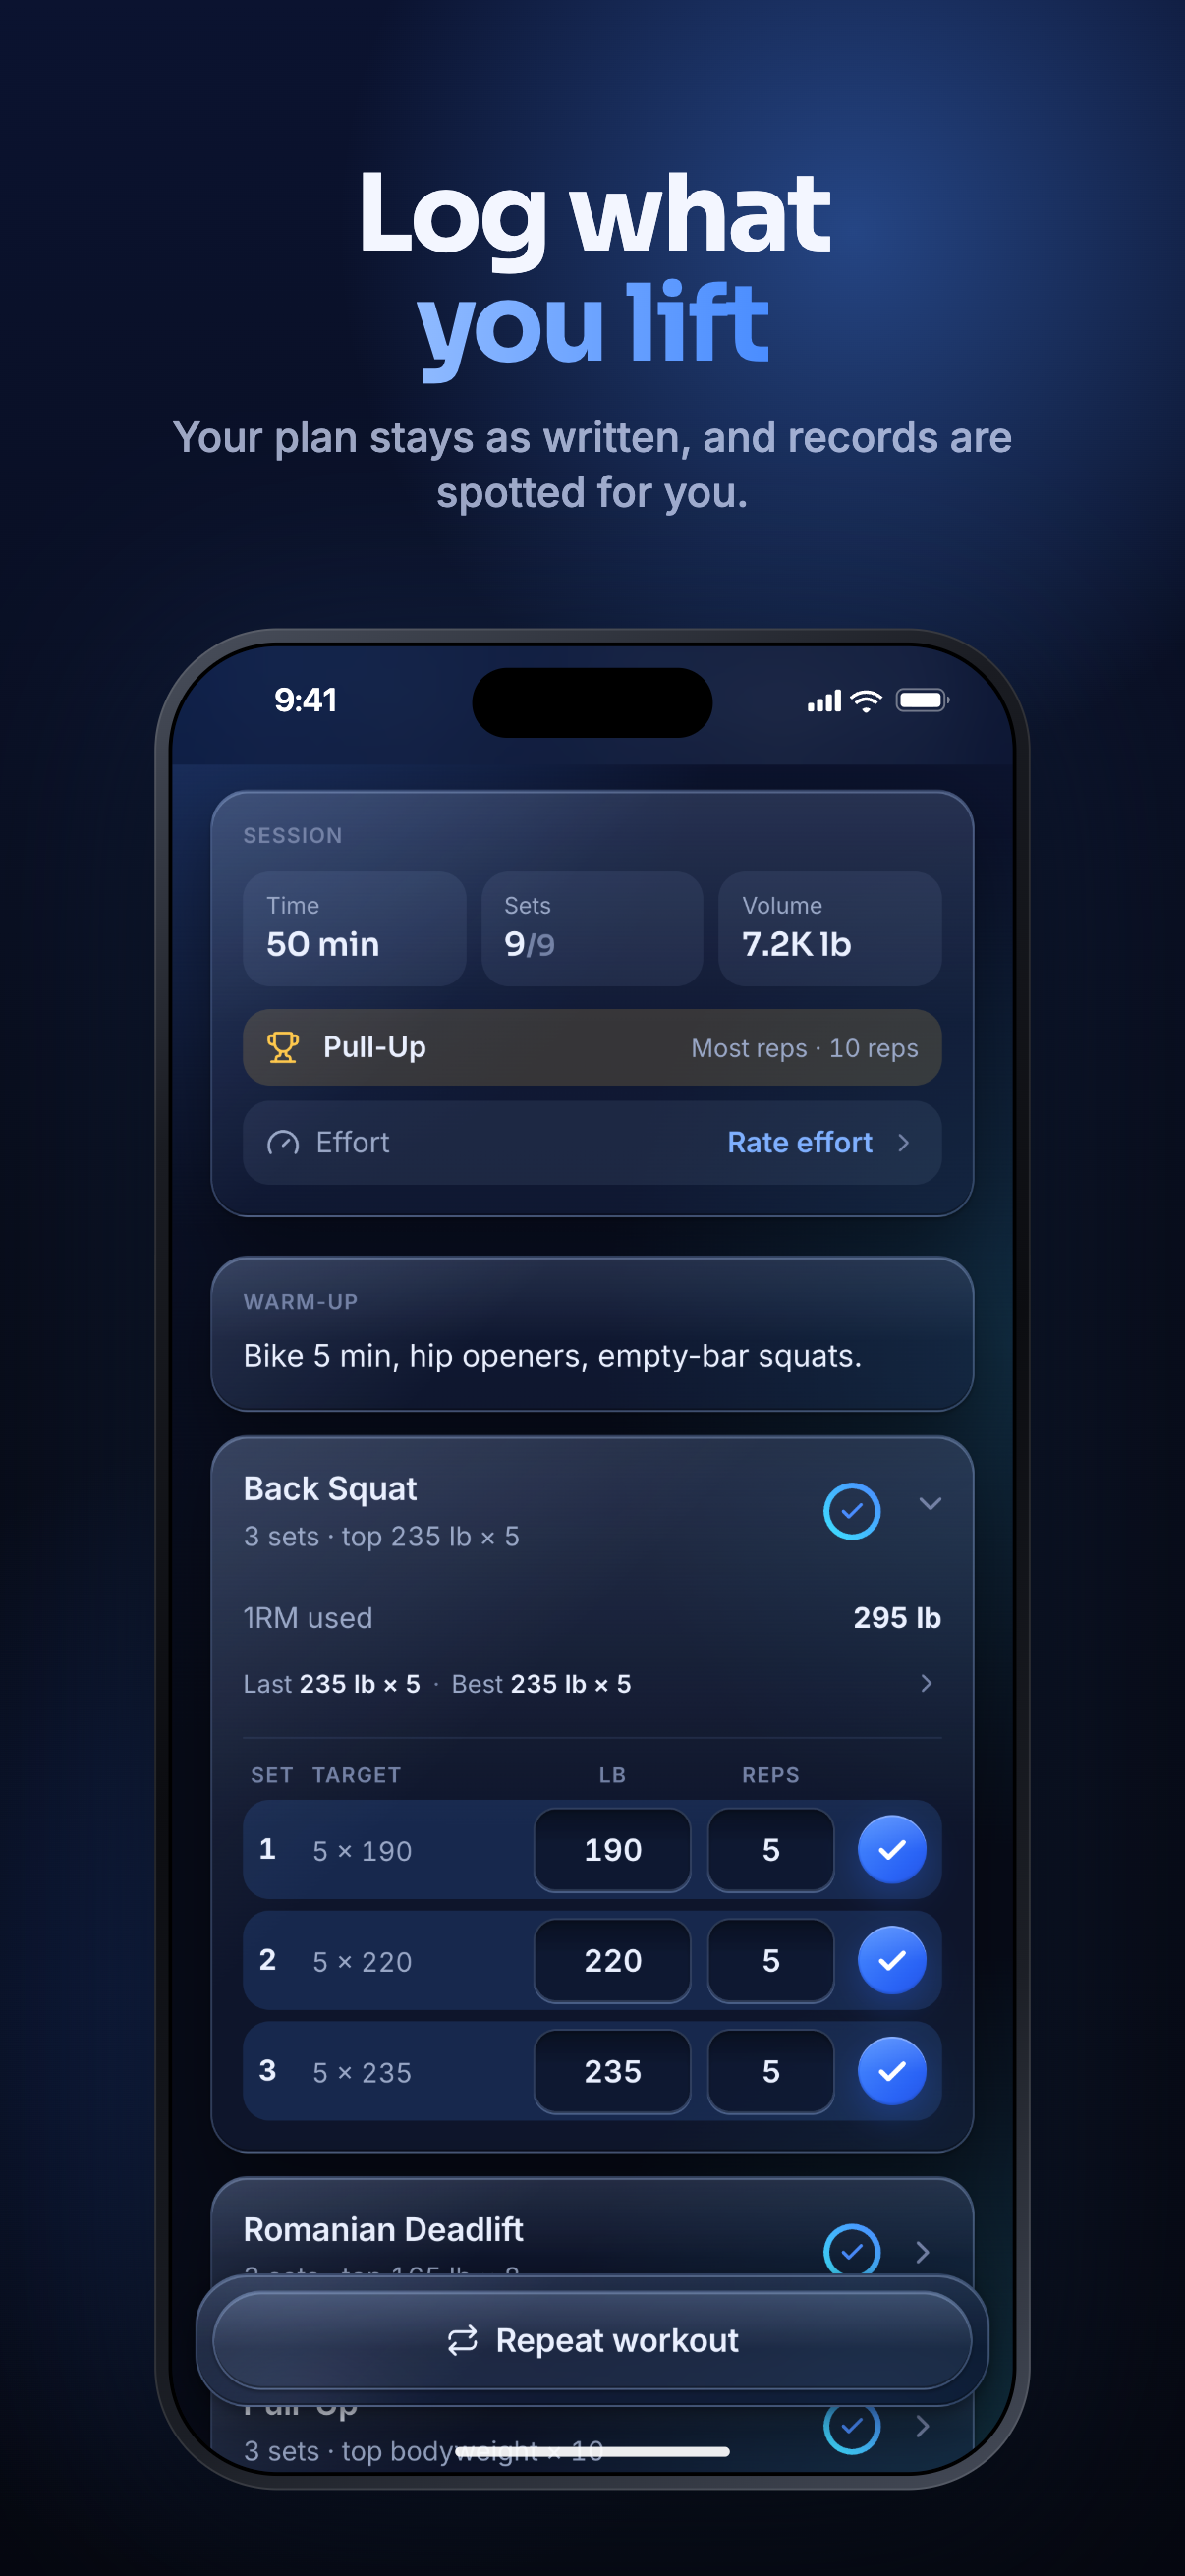 Log what
you lift
Your plan stays as written, and records are
spotted for you.
9:41
SESSION
Time
50 min
Sets
9/9
Volume
7.2K lb
Pull-Up
Most reps · 10 reps
Effort
Rate effort
WARM-UP
Bike 5 min, hip openers, empty-bar squats.
Back Squat
3 sets · top 235 lb × 5
1RM used
295 lb
Last 235 lb × 5 · Best 235 lb × 5
SET TARGET LB REPS
1 5 × 190 190 5
2 5 × 220 220 5
3 5 × 235 235 5
Romanian Deadlift
Repeat workout
Pull-Up
3 sets · top bodyweight × 10